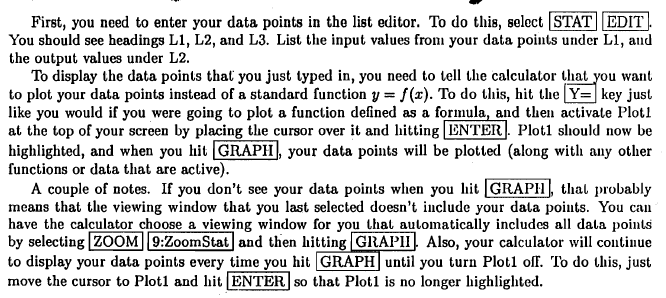 First, you need to enter your data points in the list editor. To do this, select STAT EDIT.
You should see headings L1, L2, and L3. List the input values from your data points under L1, and
the output values under L2.
To display the data points that you just typed in, you need to tell the calculator that you want
to plot your data points instead of a standard function y = f(x). To do this, hit the Y= key just
like you would if you were going to plot a function defined as a formula, and then activate Plot1
at the top of your screen by placing the cursor over it and hitting ENTER. Plot1 should now be
highlighted, and when you hit GRAPH, your data points will be plotted (along with any other
functions or data that are active).
A couple of notes. If you don't see your data points when you hit GRAPH, that probably
means that the viewing window that you last selected doesn't include your data points. You can
have the calculator choose a viewing window for you that automatically includes all data points
by selecting ZOOM 9:ZoomStat and then hitting GRAPH. Also, your calculator will continue
to display your data points every time you hit GRAPH until you turn Plot1 off. To do this, just
move the cursor to Plot1 and hit ENTER so that Plot1 is no longer highlighted.